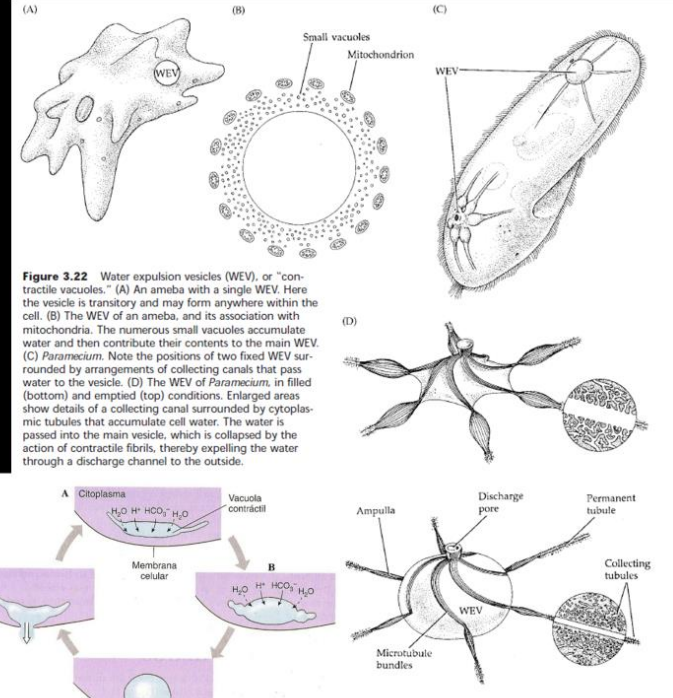 (A)
(B)
(C)
Small vacuoles
Mitochondrion
WEV
WEV
Figure 3.22 Water expulsion vesicles (WEV), or "con-
tractile vacuoles." (A) An ameba with a single WEV. Here
the vesicle is transitory and may form anywhere within the
cell. (B) The WEV of an ameba, and its association with
mitochondria. The numerous small vacuoles accumulate
water and then contribute their contents to the main WEV.
(C) Paramecium. Note the positions of two fixed WEV sur-
rounded by arrangements of collecting canals that pass
water to the vesicle. (D) The WEV of Paramecium, in filled
(bottom) and emptied (top) conditions. Enlarged areas
show details of a collecting canal surrounded by cytoplas-
mic tubules that accumulate cell water. The water is
passed into the main vesicle, which is collapsed by the
action of contractile fibrils, thereby expelling the water
through a discharge channel to the outside.
(D)
A Citoplasma
H₂O H⁺ HCO₃⁻ H₂O
Vacuola
contráctil
Membrana
celular
B
H₂O H⁺ HCO₃⁻ H₂O
Ampulla
Discharge
pore
Permanent
tubule
Collecting
tubules
WEV
Microtubule
bundles